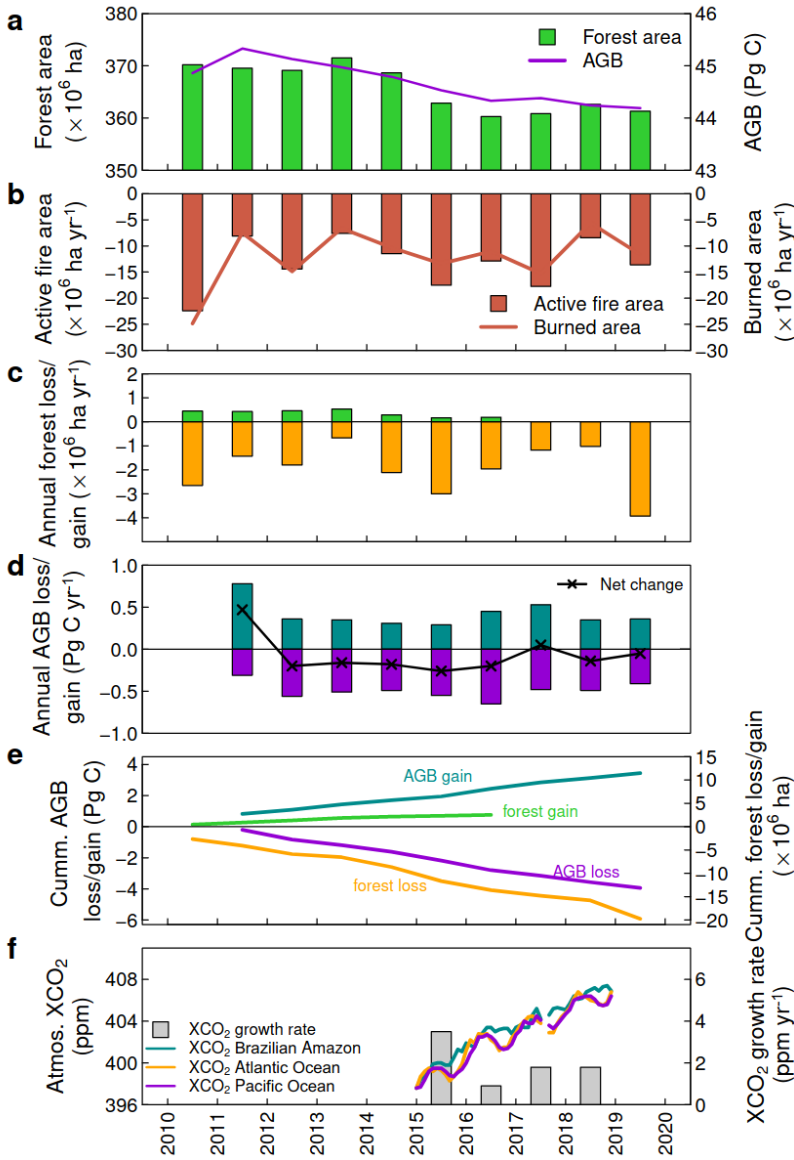 a
Forest area
(×10⁶ ha)
380
370
360
350
Forest area
AGB
46
45
44
43
AGB (Pg C)
b
Active fire area
(×10⁶ ha yr⁻¹)
0
−5
−10
−15
−20
−25
−30
Active fire area
Burned area
0
−5
−10
−15
−20
−25
−30
Burned area
(×10⁶ ha yr⁻¹)
c
Annual forest loss/
gain (×10⁶ ha yr⁻¹)
2
1
0
−1
−2
−3
−4
d
Annual AGB loss/
gain (Pg C yr⁻¹)
1.0
0.5
0.0
−0.5
−1.0
Net change
e
Cumm. AGB
loss/gain (Pg C)
4
2
0
−2
−4
−6
AGB gain
forest gain
AGB loss
forest loss
15
10
5
0
−5
−10
−15
−20
Cumm. forest loss/gain
(×10⁶ ha)
f
Atmos. XCO₂
(ppm)
408
404
400
396
XCO₂ growth rate
XCO₂ Brazilian Amazon
XCO₂ Atlantic Ocean
XCO₂ Pacific Ocean
6
4
2
0
XCO₂ growth rate
(ppm yr⁻¹)
2010
2011
2012
2013
2014
2015
2016
2017
2018
2019
2020